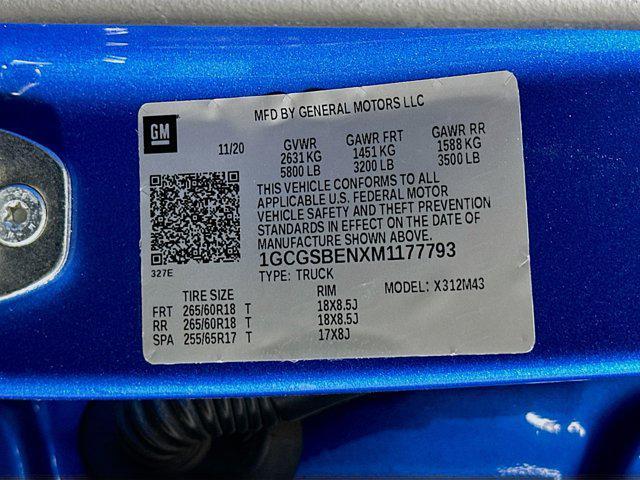 MFD BY GENERAL MOTORS LLC
GM
11/20 GVWR GAWR FRT GAWR RR
2631 KG 1451 KG 1588 KG
5800 LB 3200 LB 3500 LB
THIS VEHICLE CONFORMS TO ALL
APPLICABLE U.S. FEDERAL MOTOR
VEHICLE SAFETY AND THEFT PREVENTION
STANDARDS IN EFFECT ON THE DATE OF
MANUFACTURE SHOWN ABOVE.
1GCGSBENXM1177793
327E
TYPE: TRUCK
MODEL: X312M43
TIRE SIZE RIM
FRT 265/60R18 T 18X8.5J
RR 265/60R18 T 18X8.5J
SPA 255/65R17 T 17X8J